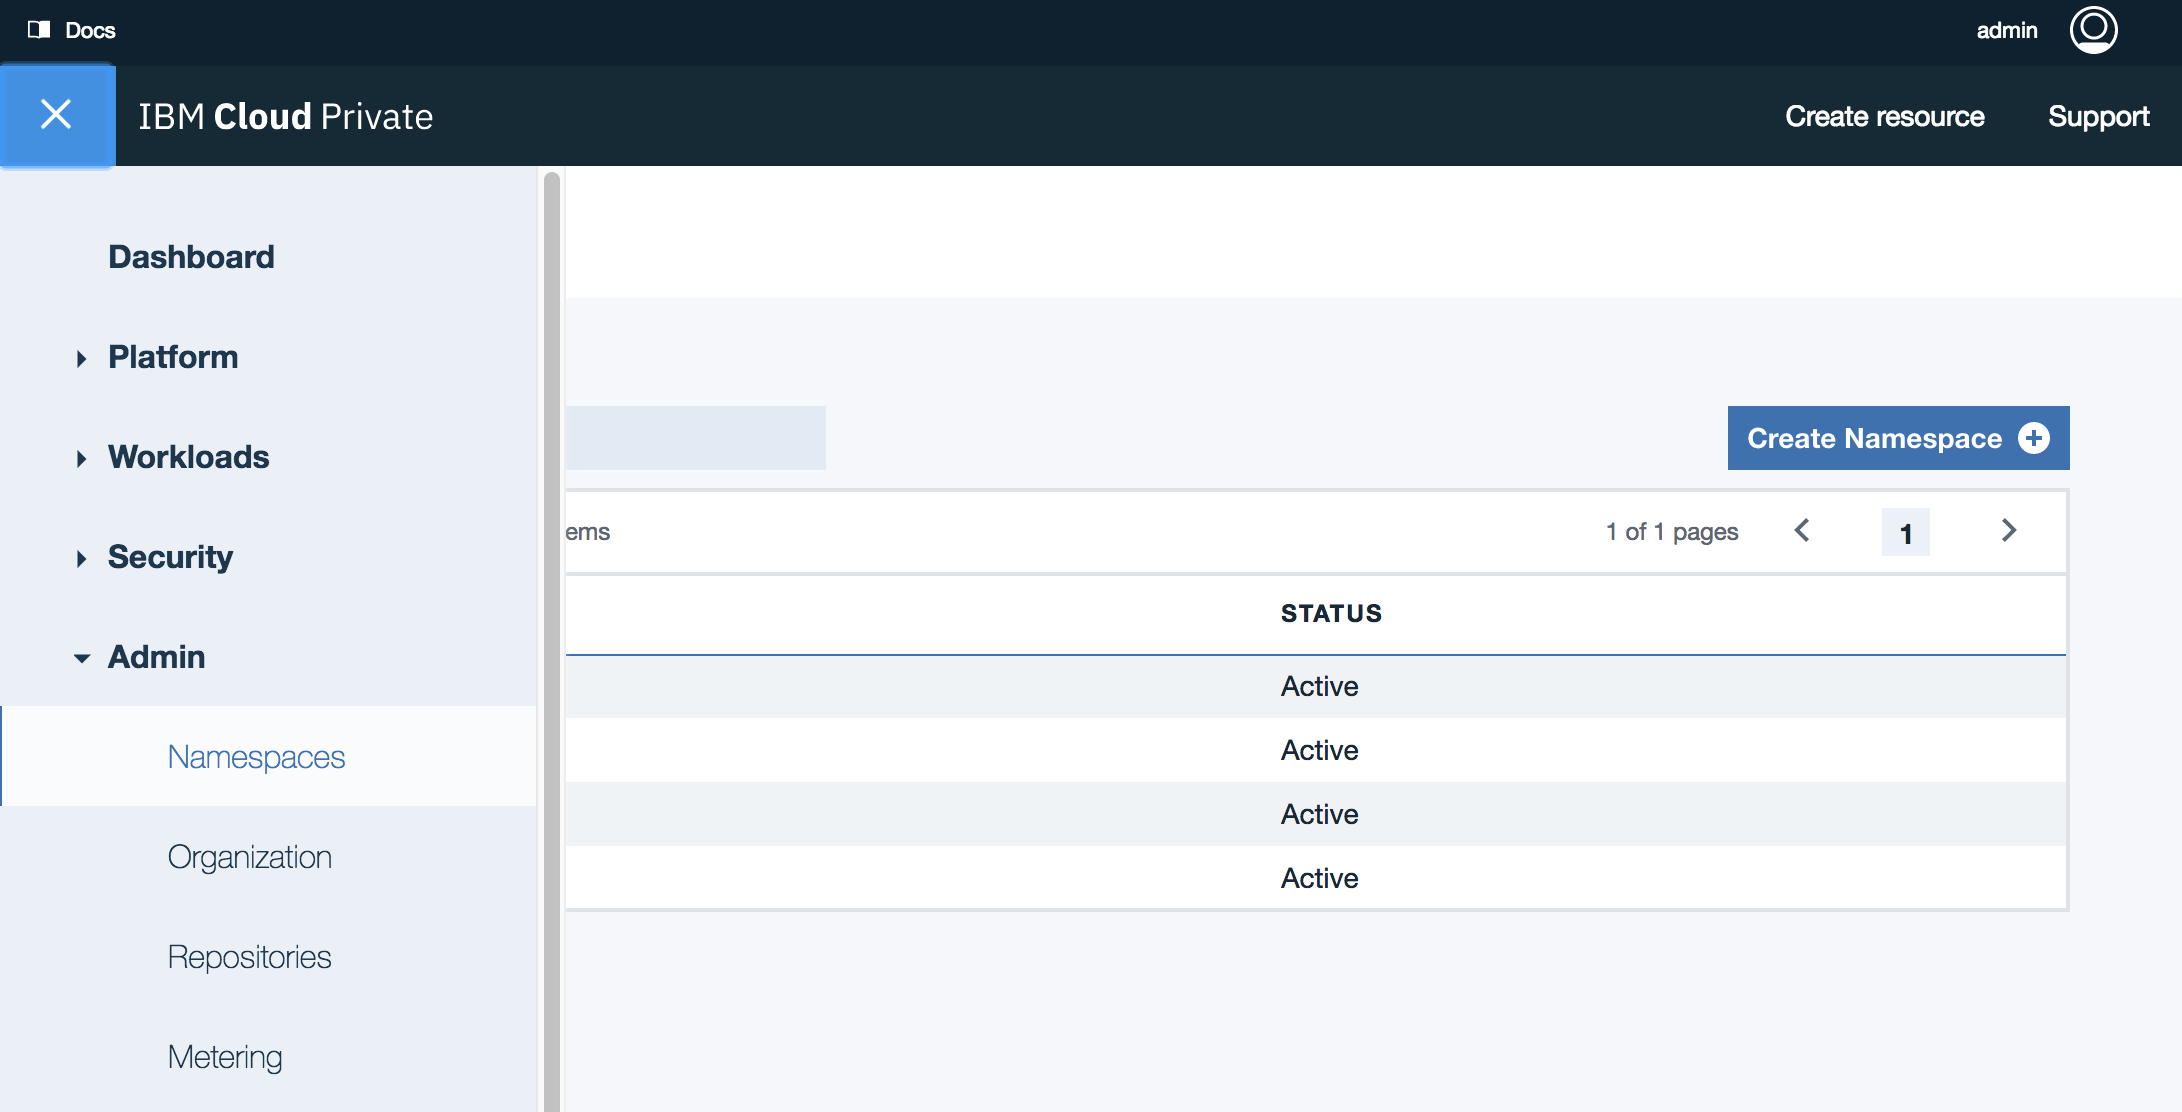 Docs
admin
IBM Cloud Private
Create resource
Support
Dashboard
Platform
Workloads
Security
Admin
Namespaces
Organization
Repositories
Metering
Create Namespace
ems
1 of 1 pages
1
STATUS
Active
Active
Active
Active